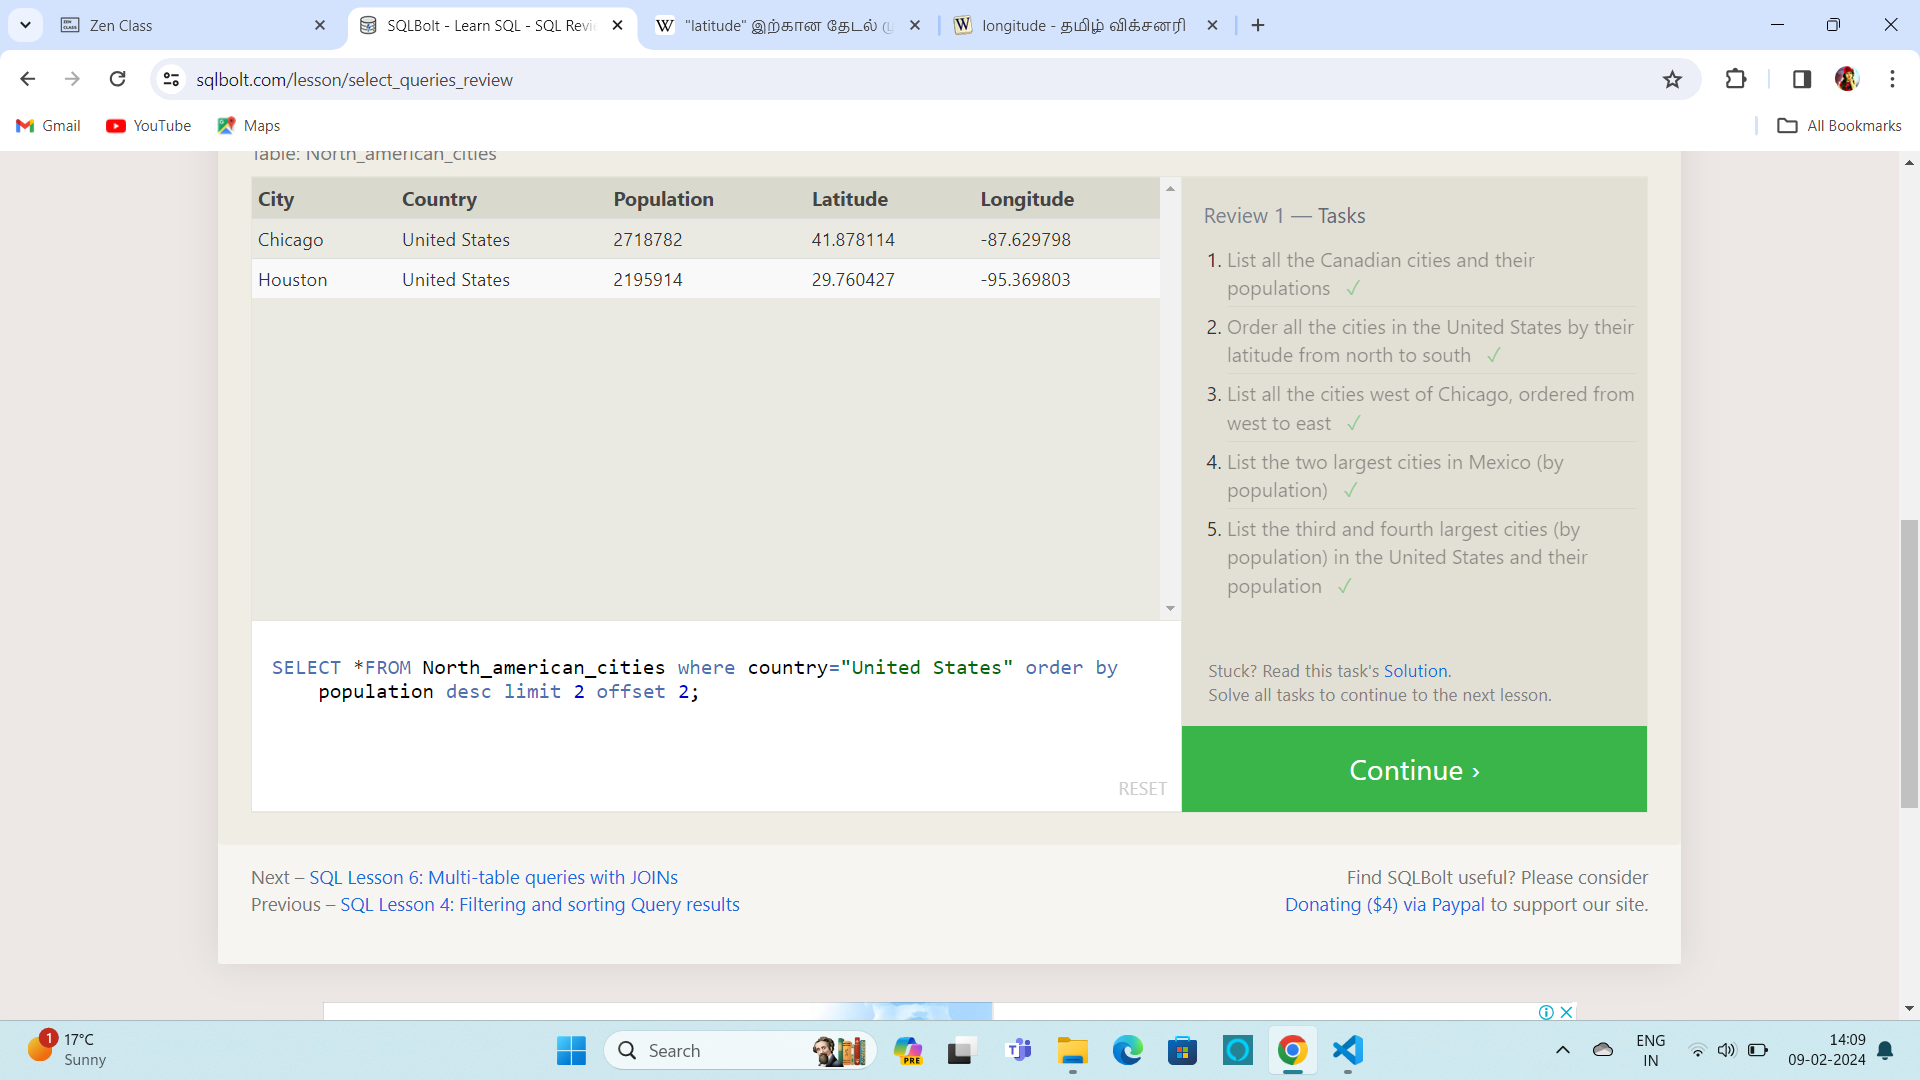 Zen Class
SQLBolt - Learn SQL - SQL Revie
"latitude" இற்கான தேடல் மு
longitude - தமிழ் விக்சனரி
sqlbolt.com/lesson/select_queries_review
Gmail
YouTube
Maps
All Bookmarks
Table: North_american_cities
City Country Population Latitude Longitude
Chicago United States 2718782 41.878114 -87.629798
Houston United States 2195914 29.760427 -95.369803
SELECT *FROM North_american_cities where country="United States" order by
population desc limit 2 offset 2;
RESET
Review 1 — Tasks
1. List all the Canadian cities and their
populations ✓
2. Order all the cities in the United States by their
latitude from north to south ✓
3. List all the cities west of Chicago, ordered from
west to east ✓
4. List the two largest cities in Mexico (by
population) ✓
5. List the third and fourth largest cities (by
population) in the United States and their
population ✓
Stuck? Read this task's Solution.
Solve all tasks to continue to the next lesson.
Continue ›
Next – SQL Lesson 6: Multi-table queries with JOINs
Previous – SQL Lesson 4: Filtering and sorting Query results
Find SQLBolt useful? Please consider
Donating ($4) via Paypal to support our site.
1
17°C
Sunny
Search
PRE
ENG
IN
14:09
09-02-2024